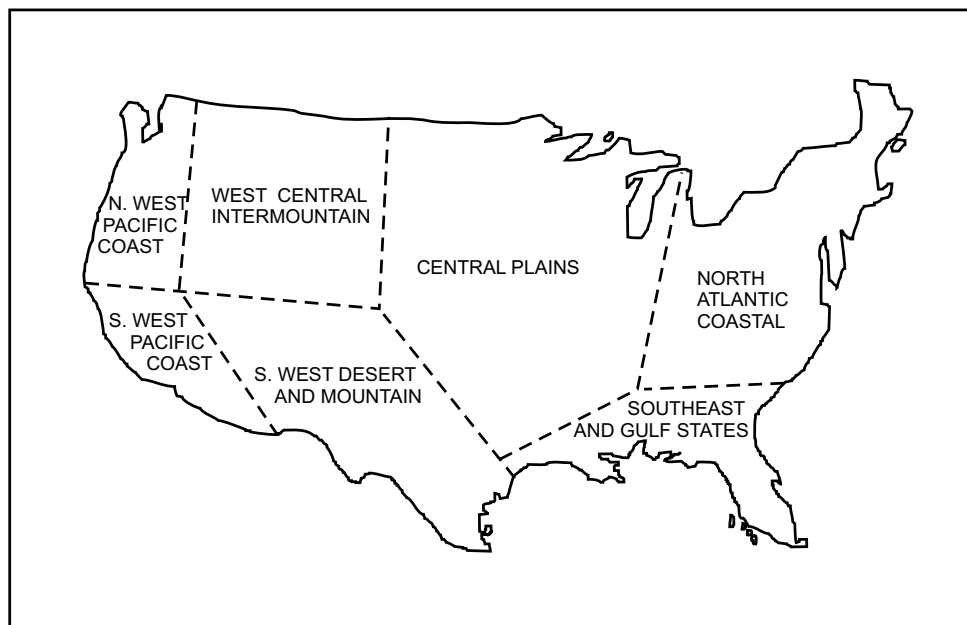 N. WEST
PACIFIC
COAST
WEST CENTRAL
INTERMOUNTAIN
CENTRAL PLAINS
NORTH
ATLANTIC
COASTAL
S. WEST
PACIFIC
COAST
S. WEST DESERT
AND MOUNTAIN
SOUTHEAST
AND GULF STATES